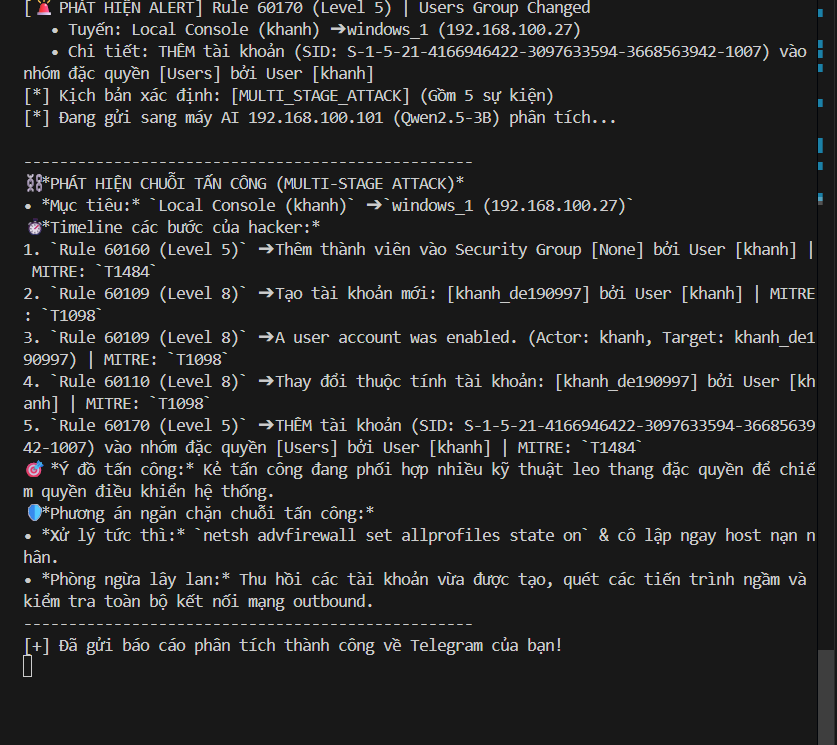 [🚨 PHÁT HIỆN ALERT] Rule 60170 (Level 5) | Users Group Changed
• Tuyến: Local Console (khanh) ➔windows_1 (192.168.100.27)
• Chi tiết: THÊM tài khoản (SID: S-1-5-21-4166946422-3097633594-3668563942-1007) vào
nhóm đặc quyền [Users] bởi User [khanh]
[*] Kịch bản xác định: [MULTI_STAGE_ATTACK] (Gồm 5 sự kiện)
[*] Đang gửi sang máy AI 192.168.100.101 (Qwen2.5-3B) phân tích...
--------------------------------------------------
⛓️*PHÁT HIỆN CHUỖI TẤN CÔNG (MULTI-STAGE ATTACK)*
• *Mục tiêu:* `Local Console (khanh)` ➔`windows_1 (192.168.100.27)`
⏱️*Timeline các bước của hacker:*
1. `Rule 60160 (Level 5)` ➔Thêm thành viên vào Security Group [None] bởi User [khanh] |
MITRE: `T1484`
2. `Rule 60109 (Level 8)` ➔Tạo tài khoản mới: [khanh_de190997] bởi User [khanh] | MITRE
: `T1098`
3. `Rule 60109 (Level 8)` ➔A user account was enabled. (Actor: khanh, Target: khanh_de1
90997) | MITRE: `T1098`
4. `Rule 60110 (Level 8)` ➔Thay đổi thuộc tính tài khoản: [khanh_de190997] bởi User [kh
anh] | MITRE: `T1098`
5. `Rule 60170 (Level 5)` ➔THÊM tài khoản (SID: S-1-5-21-4166946422-3097633594-36685639
42-1007) vào nhóm đặc quyền [Users] bởi User [khanh] | MITRE: `T1484`
🎯 *Ý đồ tấn công:* Kẻ tấn công đang phối hợp nhiều kỹ thuật leo thang đặc quyền để chiế
m quyền điều khiển hệ thống.
🛡️*Phương án ngăn chặn chuỗi tấn công:*
• *Xử lý tức thì:* `netsh advfirewall set allprofiles state on` & cô lập ngay host nạn n
hân.
• *Phòng ngừa lây lan:* Thu hồi các tài khoản vừa được tạo, quét các tiến trình ngầm và
kiểm tra toàn bộ kết nối mạng outbound.
--------------------------------------------------
[+] Đã gửi báo cáo phân tích thành công về Telegram của bạn!